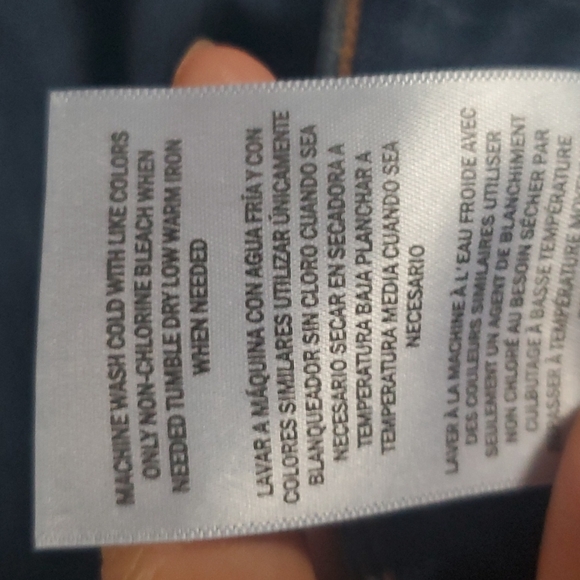 MACHINE WASH COLD WITH LIKE COLORS
ONLY NON-CHLORINE BLEACH WHEN
NEEDED TUMBLE DRY LOW WARM IRON
WHEN NEEDED
LAVAR A MÁQUINA CON AGUA FRÍA Y CON
COLORES SIMILARES UTILIZAR ÚNICAMENTE
BLANQUEADOR SIN CLORO CUANDO SEA
NECESARIO SECAR EN SECADORA A
TEMPERATURA BAJA PLANCHAR A
TEMPERATURA MEDIA CUANDO SEA
NECESARIO
LAVER À LA MACHINE À L'EAU FROIDE AVEC
DES COULEURS SIMILAIRES UTILISER
SEULEMENT UN AGENT DE BLANCHIMENT
NON CHLORÉ AU BESOIN SÉCHER PAR
CULBUTAGE À BASSE TEMPÉRATURE
À TEMPÉRATURE